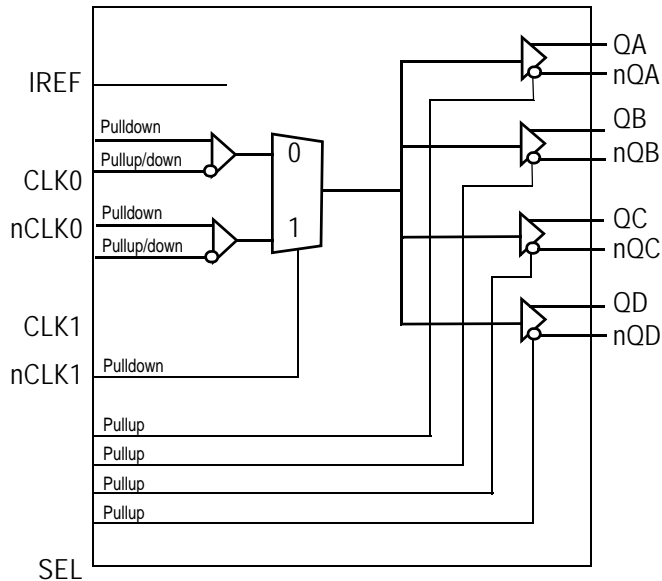 IREF
Pulldown
Pullup/down
CLK0
nCLK0
Pulldown
Pullup/down
CLK1
nCLK1
Pulldown
Pullup
Pullup
Pullup
Pullup
SEL
0
1
QA
nQA
QB
nQB
QC
nQC
QD
nQD